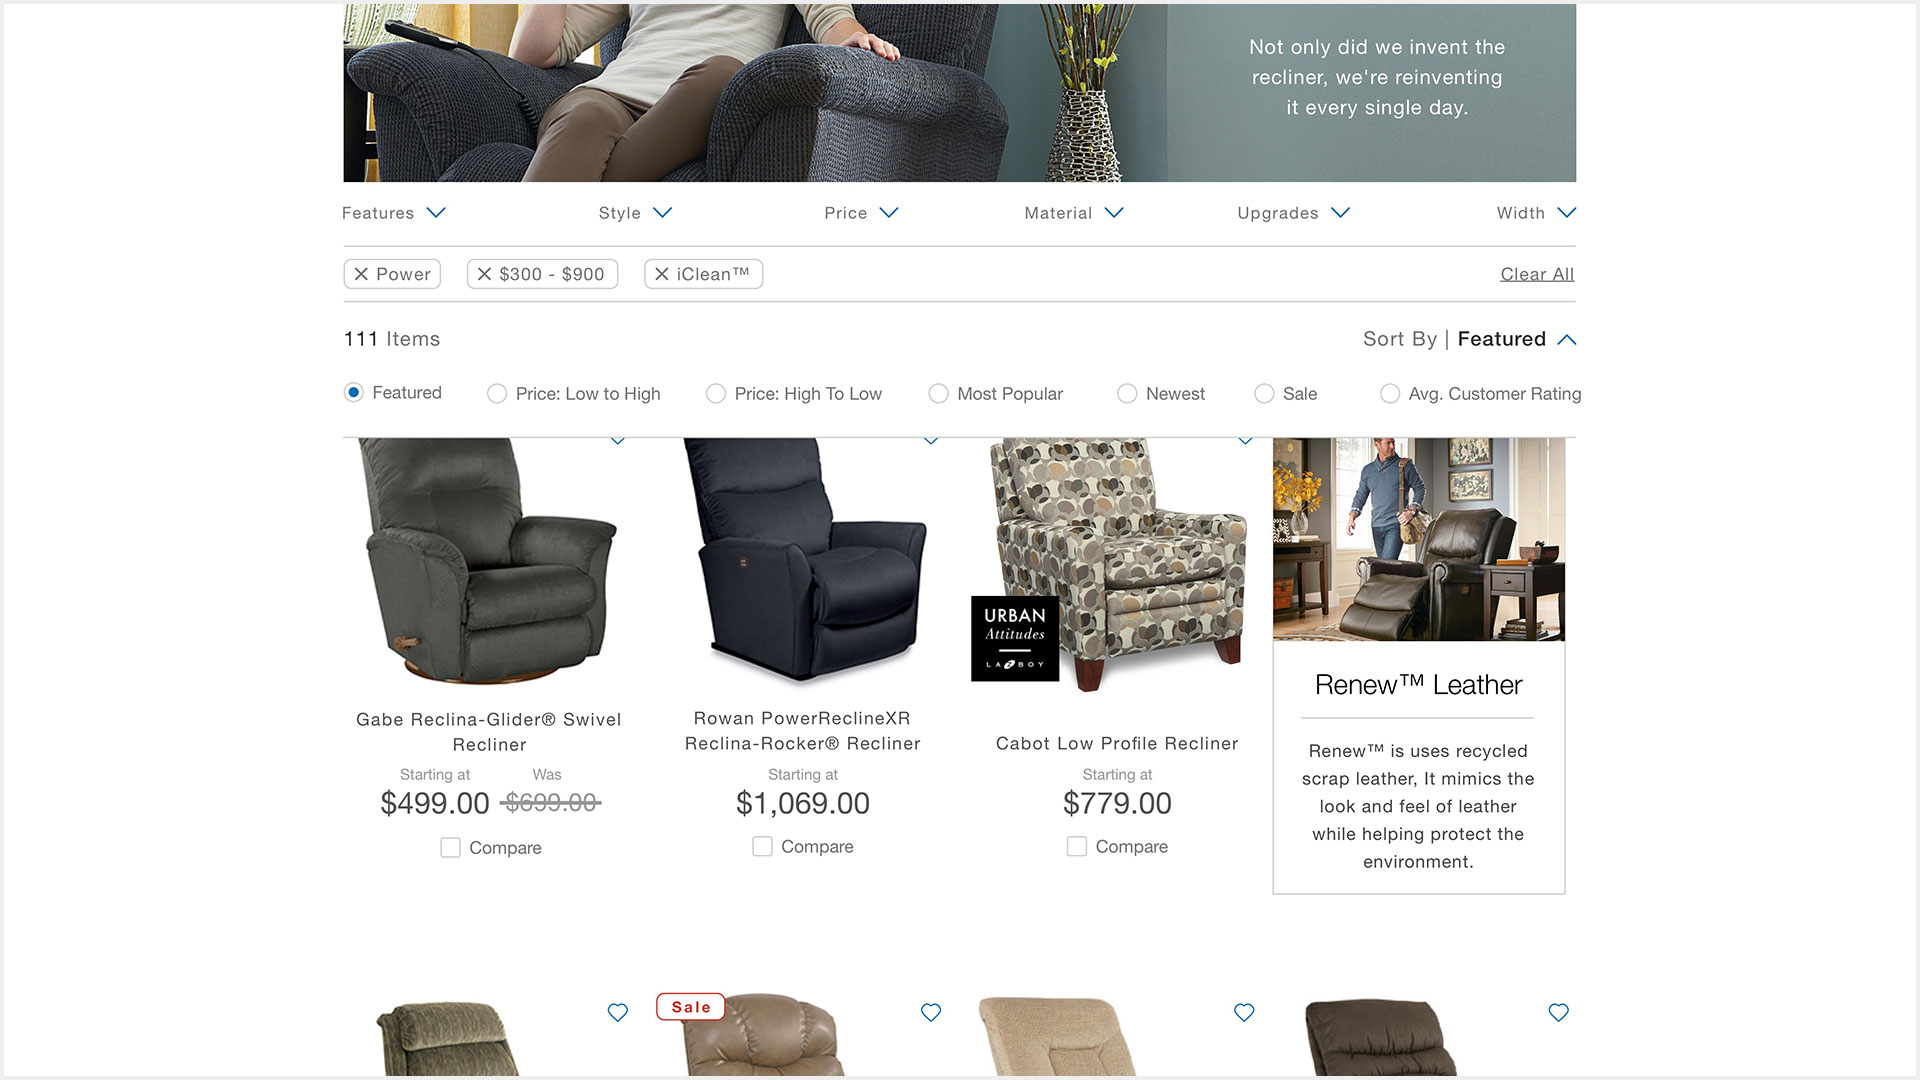 Not only did we invent the
recliner, we're reinventing
it every single day.
Features
Style
Price
Material
Upgrades
Width
Power
$300 - $900
iClean™
Clear All
111 Items
Sort By | Featured
Featured
Price: Low to High
Price: High To Low
Most Popular
Newest
Sale
Avg. Customer Rating
URBAN
Attitudes
LA Z BOY
Gabe Reclina-Glider® Swivel
Recliner
Starting at
Was
$499.00
$699.00
Compare
Rowan PowerReclineXR
Reclina-Rocker® Recliner
Starting at
$1,069.00
Compare
Cabot Low Profile Recliner
Starting at
$779.00
Compare
Renew™ Leather
Renew™ is uses recycled
scrap leather, It mimics the
look and feel of leather
while helping protect the
environment.
Sale